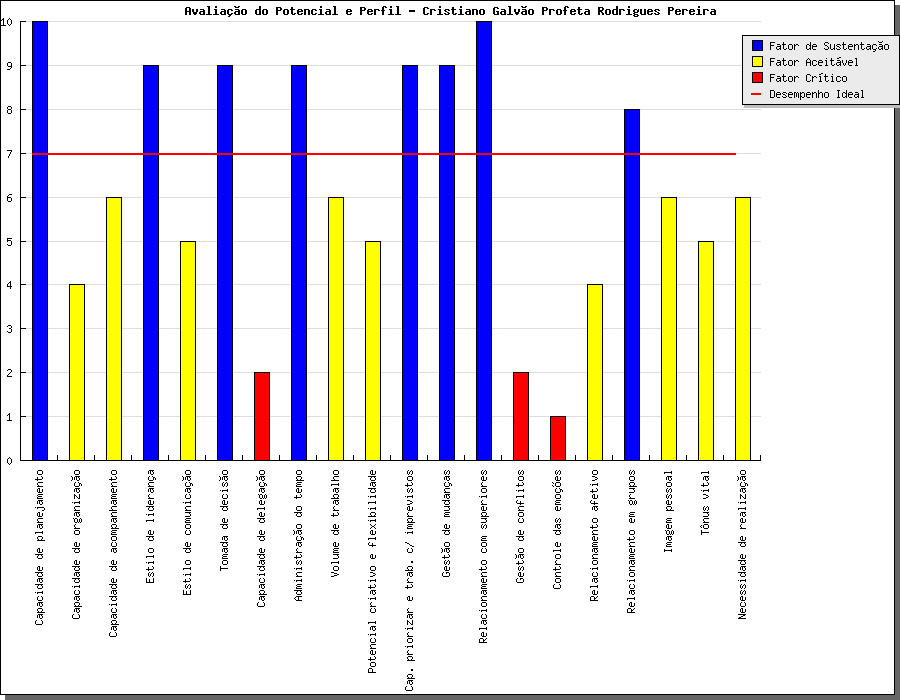 Avaliação do Potencial e Perfil - Cristiano Galvão Profeta Rodrigues Pereira
Fator de Sustentação
Fator Aceitável
Fator Crítico
Desempenho Ideal
10
9
8
7
6
5
4
3
2
1
0
Capacidade de planejamento
Capacidade de organização
Capacidade de acompanhamento
Estilo de liderança
Estilo de comunicação
Tomada de decisão
Capacidade de delegação
Administração do tempo
Volume de trabalho
Potencial criativo e flexibilidade
Cap. priorizar e trab. c/ imprevistos
Gestão de mudanças
Relacionamento com superiores
Gestão de conflitos
Controle das emoções
Relacionamento afetivo
Relacionamento em grupos
Imagem pessoal
Tônus vital
Necessidade de realização